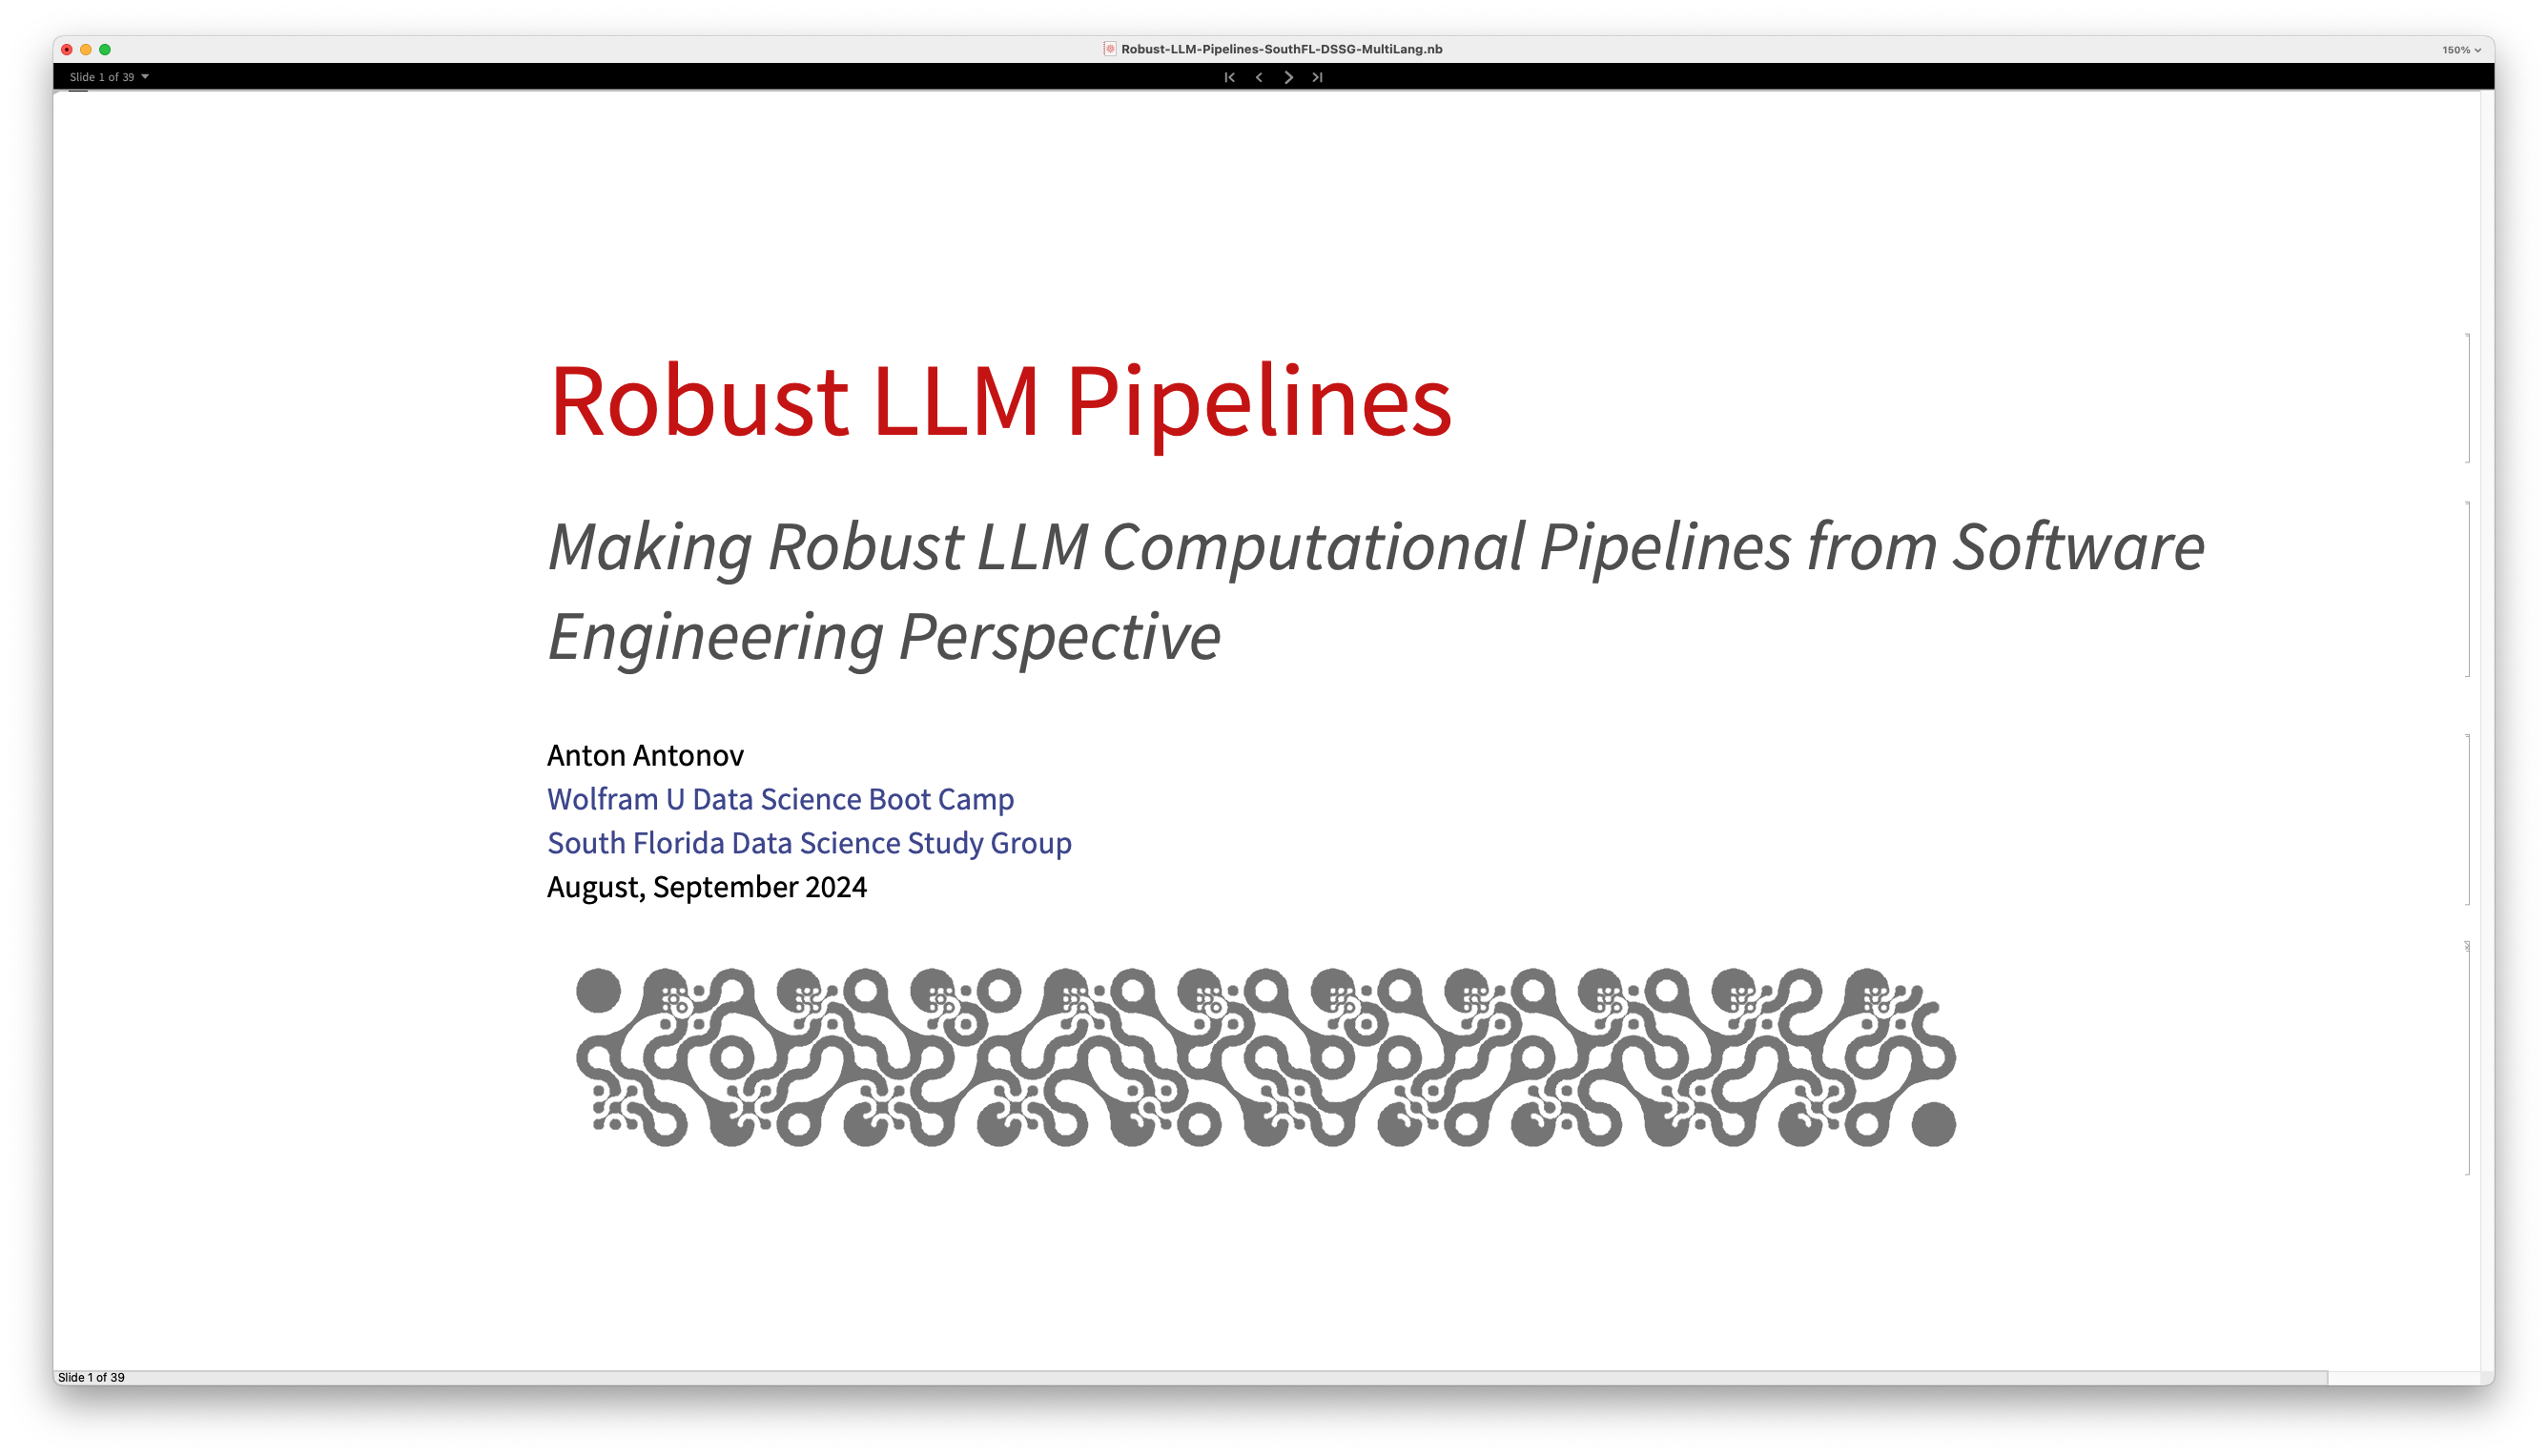 Robust-LLM-Pipelines-SouthFL-DSSG-MultiLang.nb
150%
Slide 1 of 39
Robust LLM Pipelines
Making Robust LLM Computational Pipelines from Software
Engineering Perspective
Anton Antonov
Wolfram U Data Science Boot Camp
South Florida Data Science Study Group
August, September 2024
Slide 1 of 39